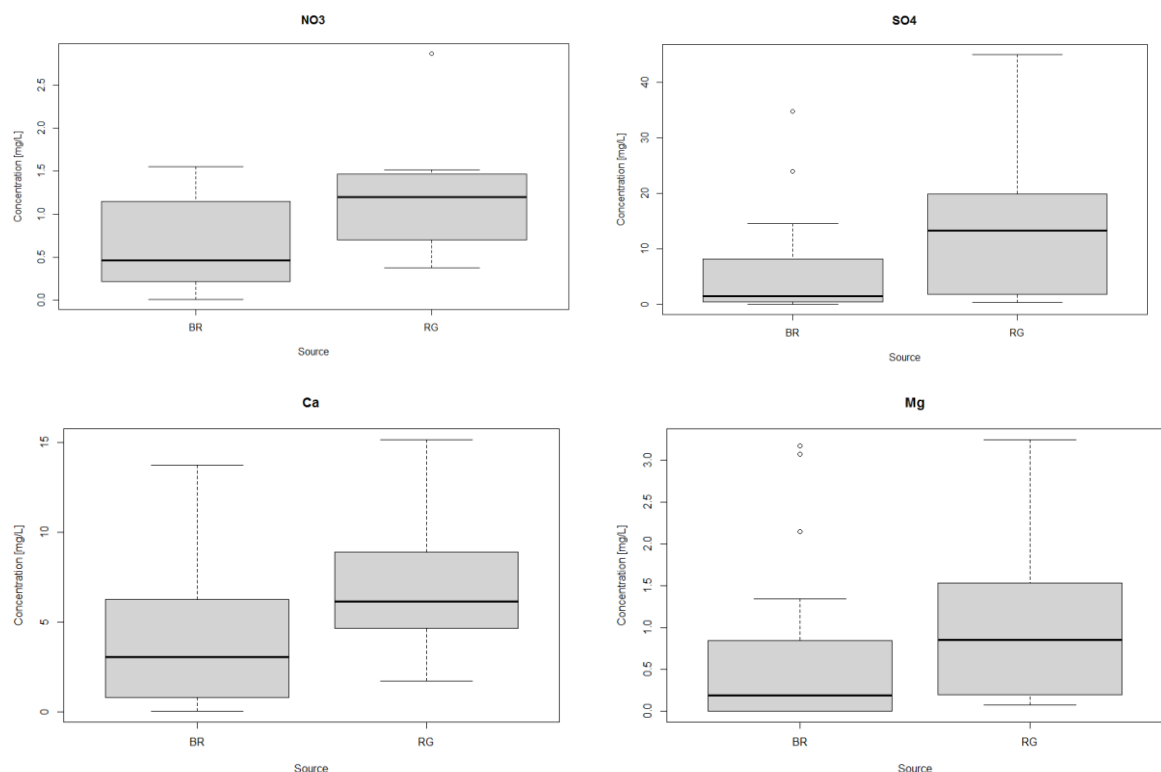 NO3
Concentration [mg/L]
2.5
2.0
1.5
1.0
0.5
0.0
BR RG
Source
SO4
Concentration [mg/L]
40
30
20
10
0
BR RG
Source
Ca
Concentration [mg/L]
15
10
5
0
BR RG
Source
Mg
Concentration [mg/L]
3.0
2.5
2.0
1.5
1.0
0.5
0.0
BR RG
Source